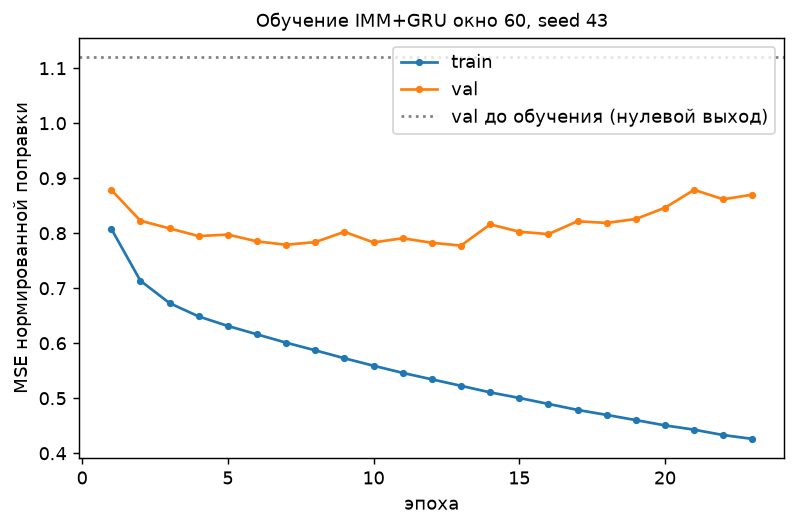 Обучение IMM+GRU окно 60, seed 43
train
val
val до обучения (нулевой выход)
MSE нормированной поправки
1.1
1.0
0.9
0.8
0.7
0.6
0.5
0.4
0
5
10
15
20
эпоха